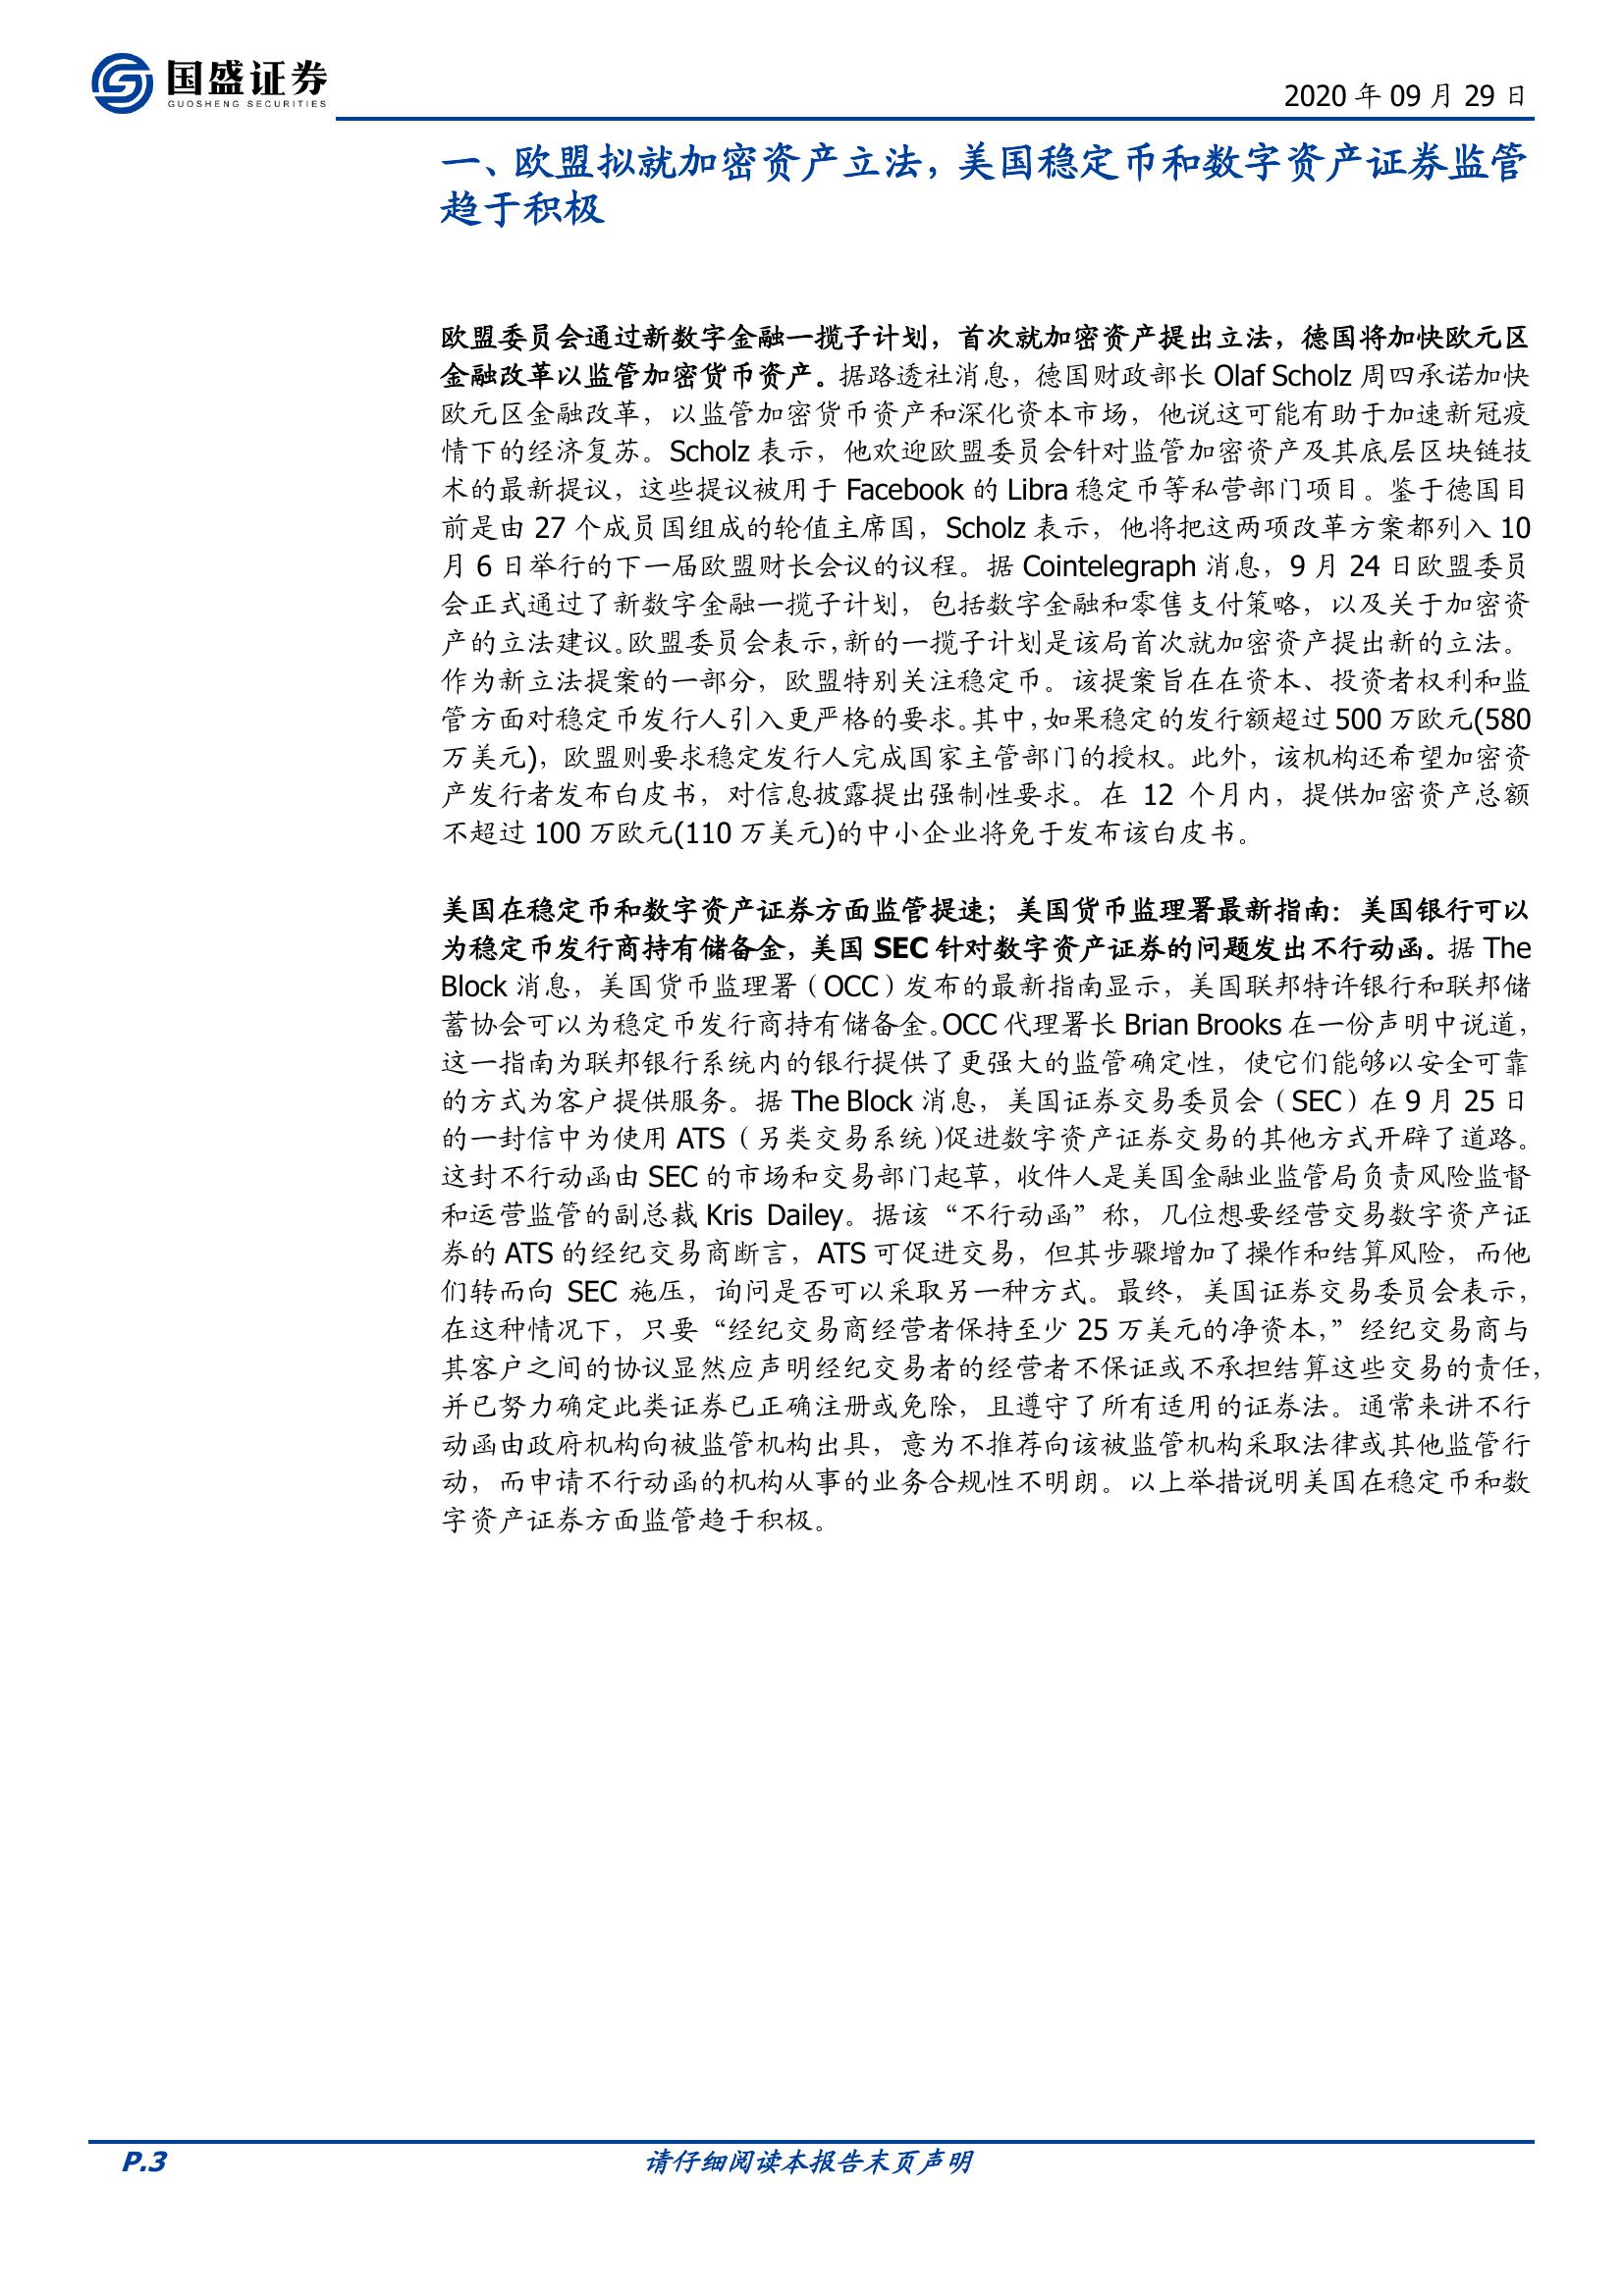 国盛证券
GUOSHENG SECURITIES
2020 年 09 月 29 日
一、欧盟拟就加密资产立法，美国稳定币和数字资产证券监管
趋于积极
欧盟委员会通过新数字金融一揽子计划，首次就加密资产提出立法，德国将加快欧元区
金融改革以监管加密货币资产。据路透社消息，德国财政部长 Olaf Scholz 周四承诺加快
欧元区金融改革，以监管加密货币资产和深化资本市场，他说这可能有助于加速新冠疫
情下的经济复苏。Scholz 表示，他欢迎欧盟委员会针对监管加密资产及其底层区块链技
术的最新提议，这些提议被用于 Facebook 的 Libra 稳定币等私营部门项目。鉴于德国目
前是由 27 个成员国组成的轮值主席国，Scholz 表示，他将把这两项改革方案都列入 10
月 6 日举行的下一届欧盟财长会议的议程。据 Cointelegraph 消息，9 月 24 日欧盟委员
会正式通过了新数字金融一揽子计划，包括数字金融和零售支付策略，以及关于加密资
产的立法建议。欧盟委员会表示，新的一揽子计划是该局首次就加密资产提出新的立法。
作为新立法提案的一部分，欧盟特别关注稳定币。该提案旨在在资本、投资者权利和监
管方面对稳定币发行人引入更严格的要求。其中，如果稳定的发行额超过 500 万欧元(580
万美元)，欧盟则要求稳定发行人完成国家主管部门的授权。此外，该机构还希望加密资
产发行者发布白皮书，对信息披露提出强制性要求。在 12 个月内，提供加密资产总额
不超过 100 万欧元(110 万美元)的中小企业将免于发布该白皮书。
美国在稳定币和数字资产证券方面监管提速；美国货币监理署最新指南：美国银行可以
为稳定币发行商持有储备金，美国 SEC 针对数字资产证券的问题发出不行动函。据 The
Block 消息，美国货币监理署（OCC）发布的最新指南显示，美国联邦特许银行和联邦储
蓄协会可以为稳定币发行商持有储备金。OCC 代理署长 Brian Brooks 在一份声明中说道，
这一指南为联邦银行系统内的银行提供了更强大的监管确定性，使它们能够以安全可靠
的方式为客户提供服务。据 The Block 消息，美国证券交易委员会（SEC）在 9 月 25 日
的一封信中为使用 ATS（另类交易系统)促进数字资产证券交易的其他方式开辟了道路。
这封不行动函由 SEC 的市场和交易部门起草，收件人是美国金融业监管局负责风险监督
和运营监管的副总裁 Kris Dailey。据该“不行动函”称，几位想要经营交易数字资产证
券的 ATS 的经纪交易商断言，ATS 可促进交易，但其步骤增加了操作和结算风险，而他
们转而向 SEC 施压，询问是否可以采取另一种方式。最终，美国证券交易委员会表示，
在这种情况下，只要“经纪交易商经营者保持至少 25 万美元的净资本，”经纪交易商与
其客户之间的协议显然应声明经纪交易者的经营者不保证或不承担结算这些交易的责任，
并已努力确定此类证券已正确注册或免除，且遵守了所有适用的证券法。通常来讲不行
动函由政府机构向被监管机构出具，意为不推荐向该被监管机构采取法律或其他监管行
动，而申请不行动函的机构从事的业务合规性不明朗。以上举措说明美国在稳定币和数
字资产证券方面监管趋于积极。
P.3
请仔细阅读本报告末页声明